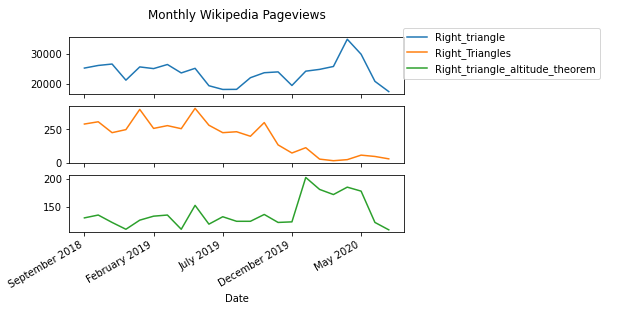 Monthly Wikipedia Pageviews
Right_triangle
Right_Triangles
Right_triangle_altitude_theorem
30000
20000
250
0
200
150
September 2018
February 2019
July 2019
December 2019
May 2020
Date